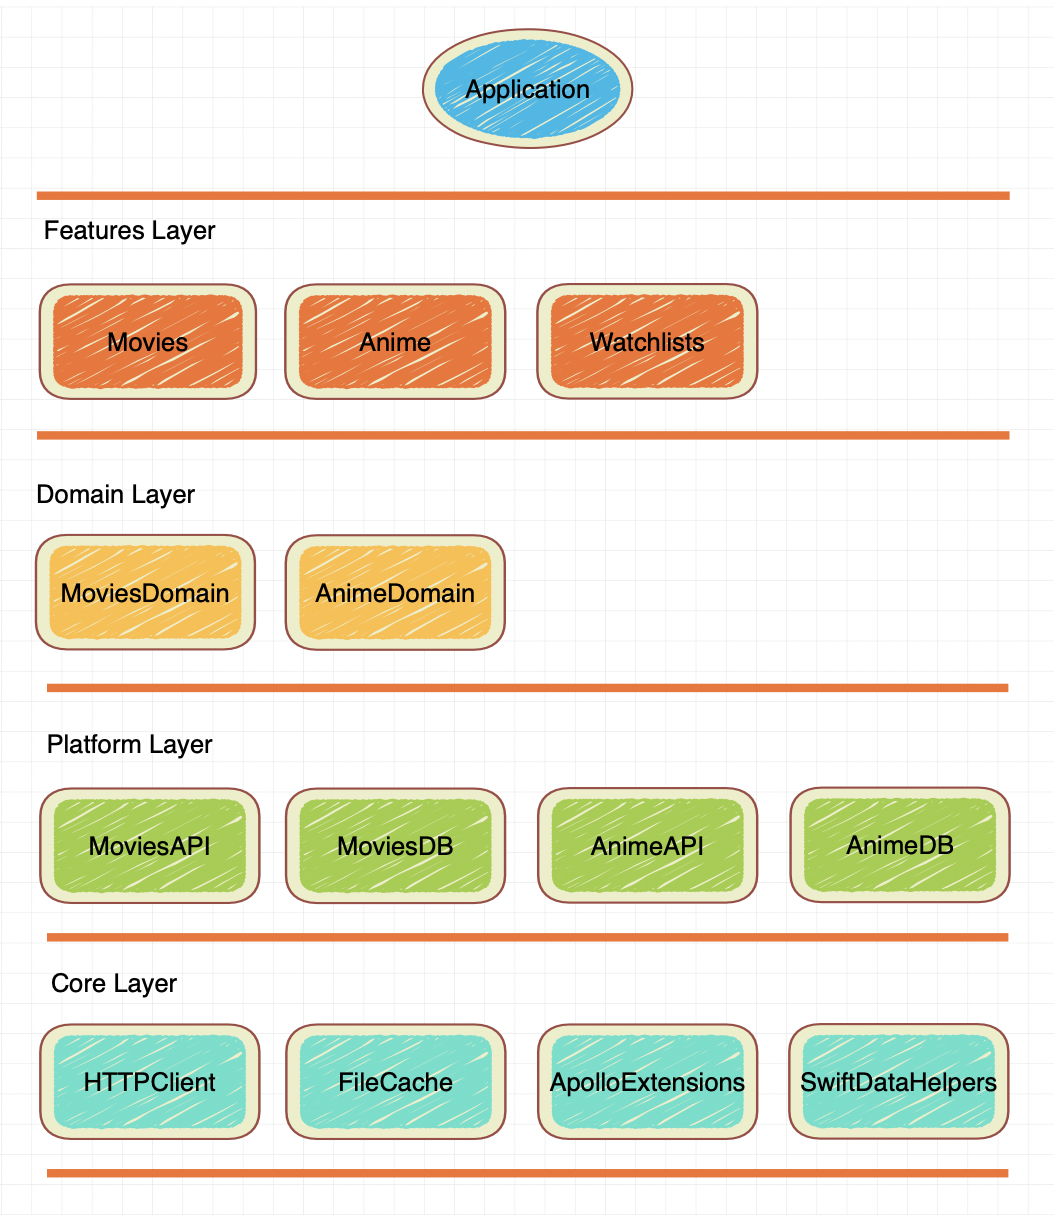 Application
Features Layer
Movies
Anime
Watchlists
Domain Layer
MoviesDomain
AnimeDomain
Platform Layer
MoviesAPI
MoviesDB
AnimeAPI
AnimeDB
Core Layer
HTTPClient
FileCache
ApolloExtensions
SwiftDataHelpers